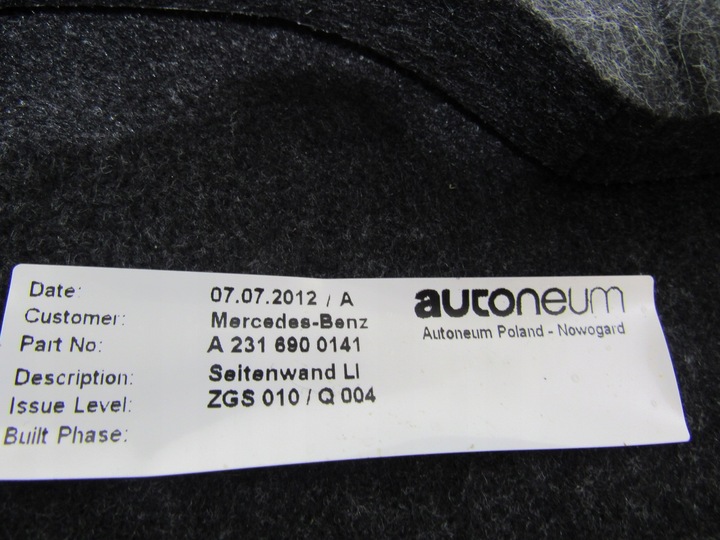 Date: 07.07.2012 / A
Customer: Mercedes-Benz
Part No: A 231 690 0141
Description: Seitenwand LI
Issue Level: ZGS 010 / Q 004
Built Phase:
autoneum
Autoneum Poland - Nowogard